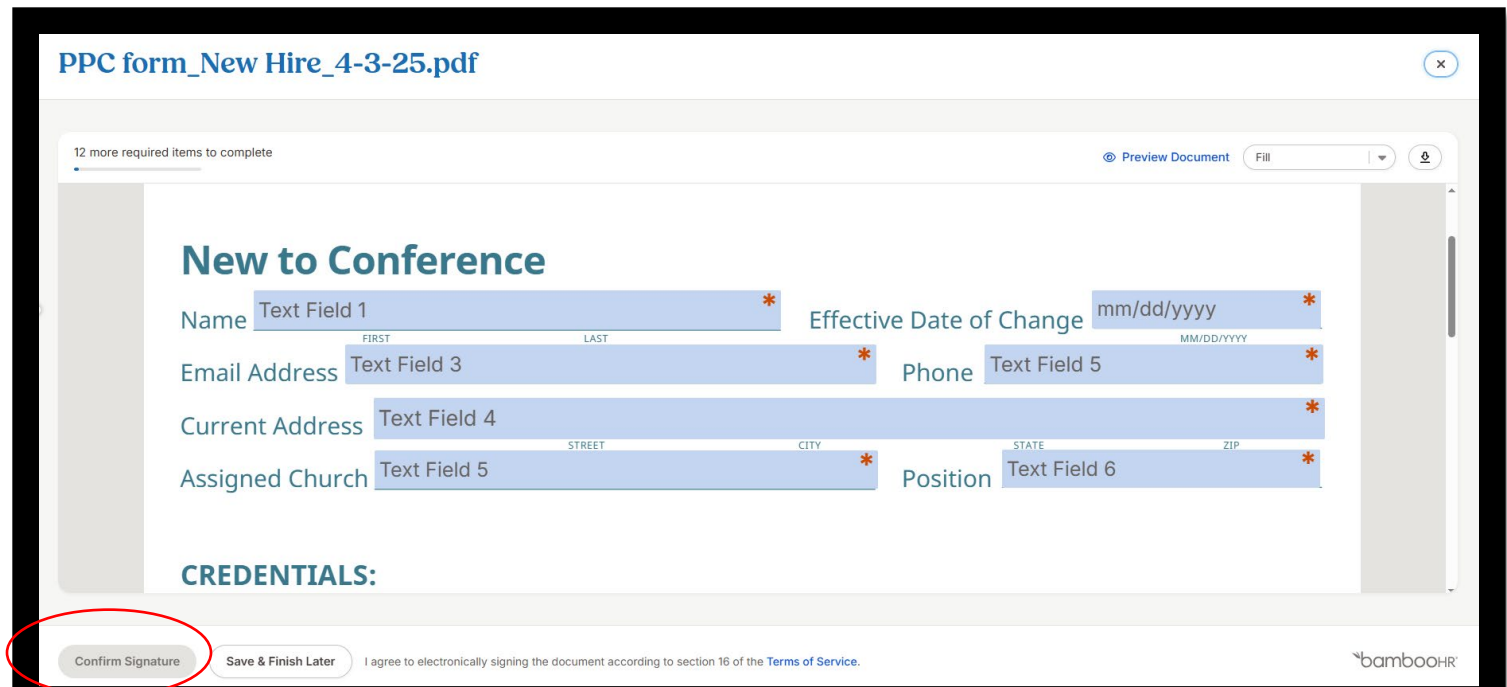 PPC form_New Hire_4-3-25.pdf
12 more required items to complete
Preview Document
Fill
New to Conference
Name Text Field 1 * Effective Date of Change mm/dd/yyyy *
FIRST LAST MM/DD/YYYY
Email Address Text Field 3 * Phone Text Field 5 *
Current Address Text Field 4 *
STREET CITY STATE ZIP
Assigned Church Text Field 5 * Position Text Field 6 *
CREDENTIALS:
Confirm Signature Save & Finish Later I agree to electronically signing the document according to section 16 of the Terms of Service.
bambooHR